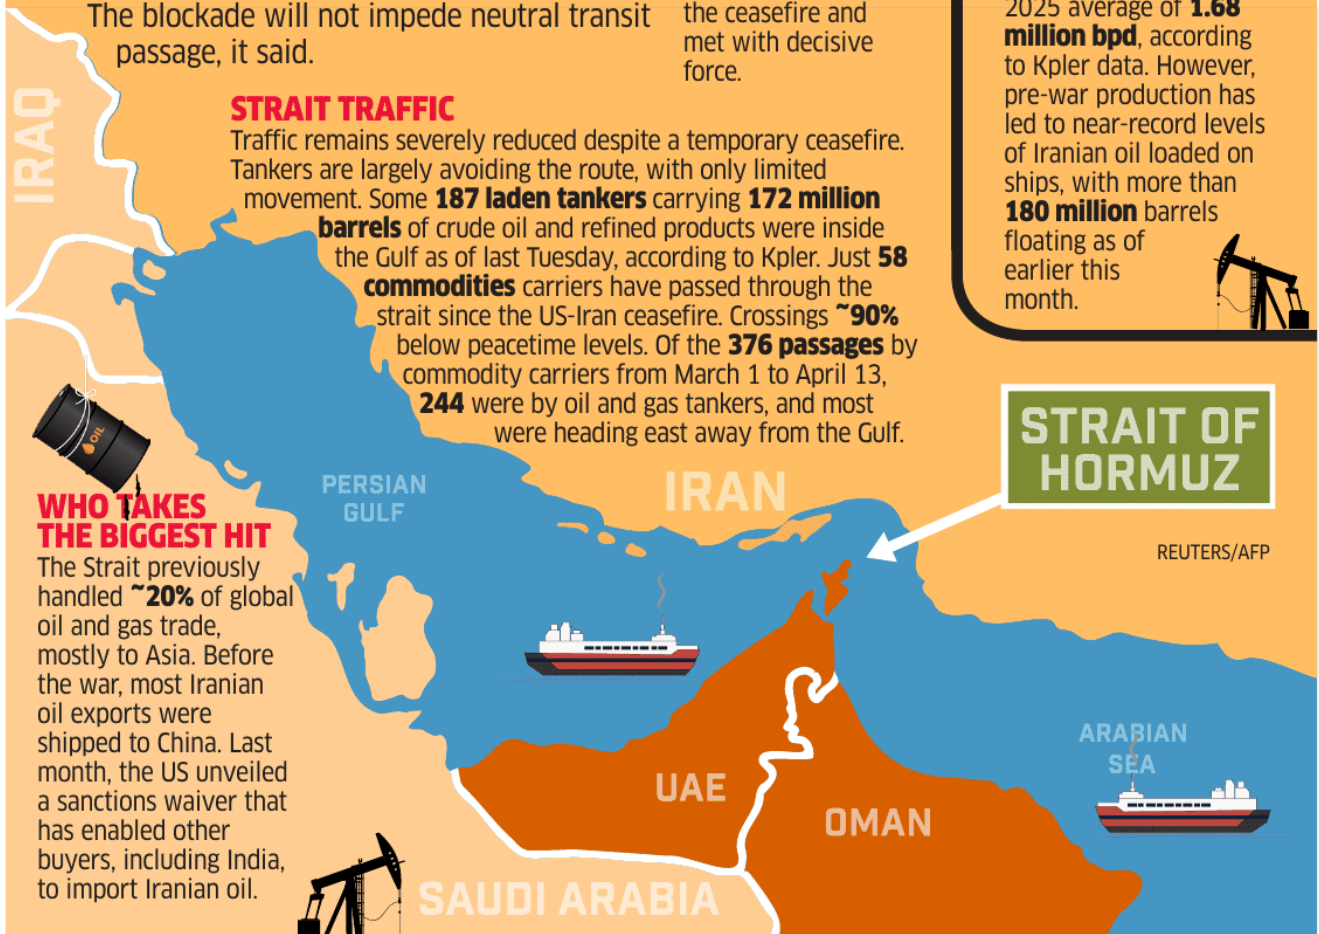 The blockade will not impede neutral transit
passage, it said.
the ceasefire and
met with decisive
force.
2025 average of 1.68
million bpd, according
to Kpler data. However,
pre-war production has
led to near-record levels
of Iranian oil loaded on
ships, with more than
180 million barrels
floating as of
earlier this
month.
IRAQ
STRAIT TRAFFIC
Traffic remains severely reduced despite a temporary ceasefire.
Tankers are largely avoiding the route, with only limited
movement. Some 187 laden tankers carrying 172 million
barrels of crude oil and refined products were inside
the Gulf as of last Tuesday, according to Kpler. Just 58
commodities carriers have passed through the
strait since the US-Iran ceasefire. Crossings ~90%
below peacetime levels. Of the 376 passages by
commodity carriers from March 1 to April 13,
244 were by oil and gas tankers, and most
were heading east away from the Gulf.
STRAIT OF
HORMUZ
OIL
PERSIAN
GULF
IRAN
REUTERS/AFP
WHO TAKES
THE BIGGEST HIT
The Strait previously
handled ~20% of global
oil and gas trade,
mostly to Asia. Before
the war, most Iranian
oil exports were
shipped to China. Last
month, the US unveiled
a sanctions waiver that
has enabled other
buyers, including India,
to import Iranian oil.
ARABIAN
SEA
UAE
OMAN
SAUDI ARABIA